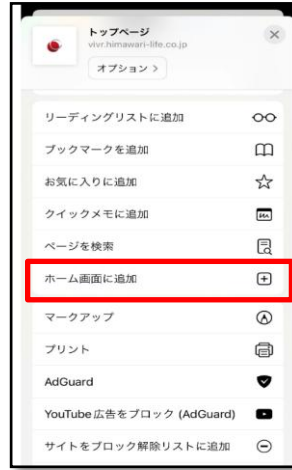 トップページ
vivr.himawari-life.co.jp
オプション >
リーディングリストに追加
ブックマークを追加
お気に入りに追加
クイックメモに追加
ページを検索
ホーム画面に追加
マークアップ
プリント
AdGuard
YouTube広告をブロック (AdGuard)
サイトをブロック解除リストに追加